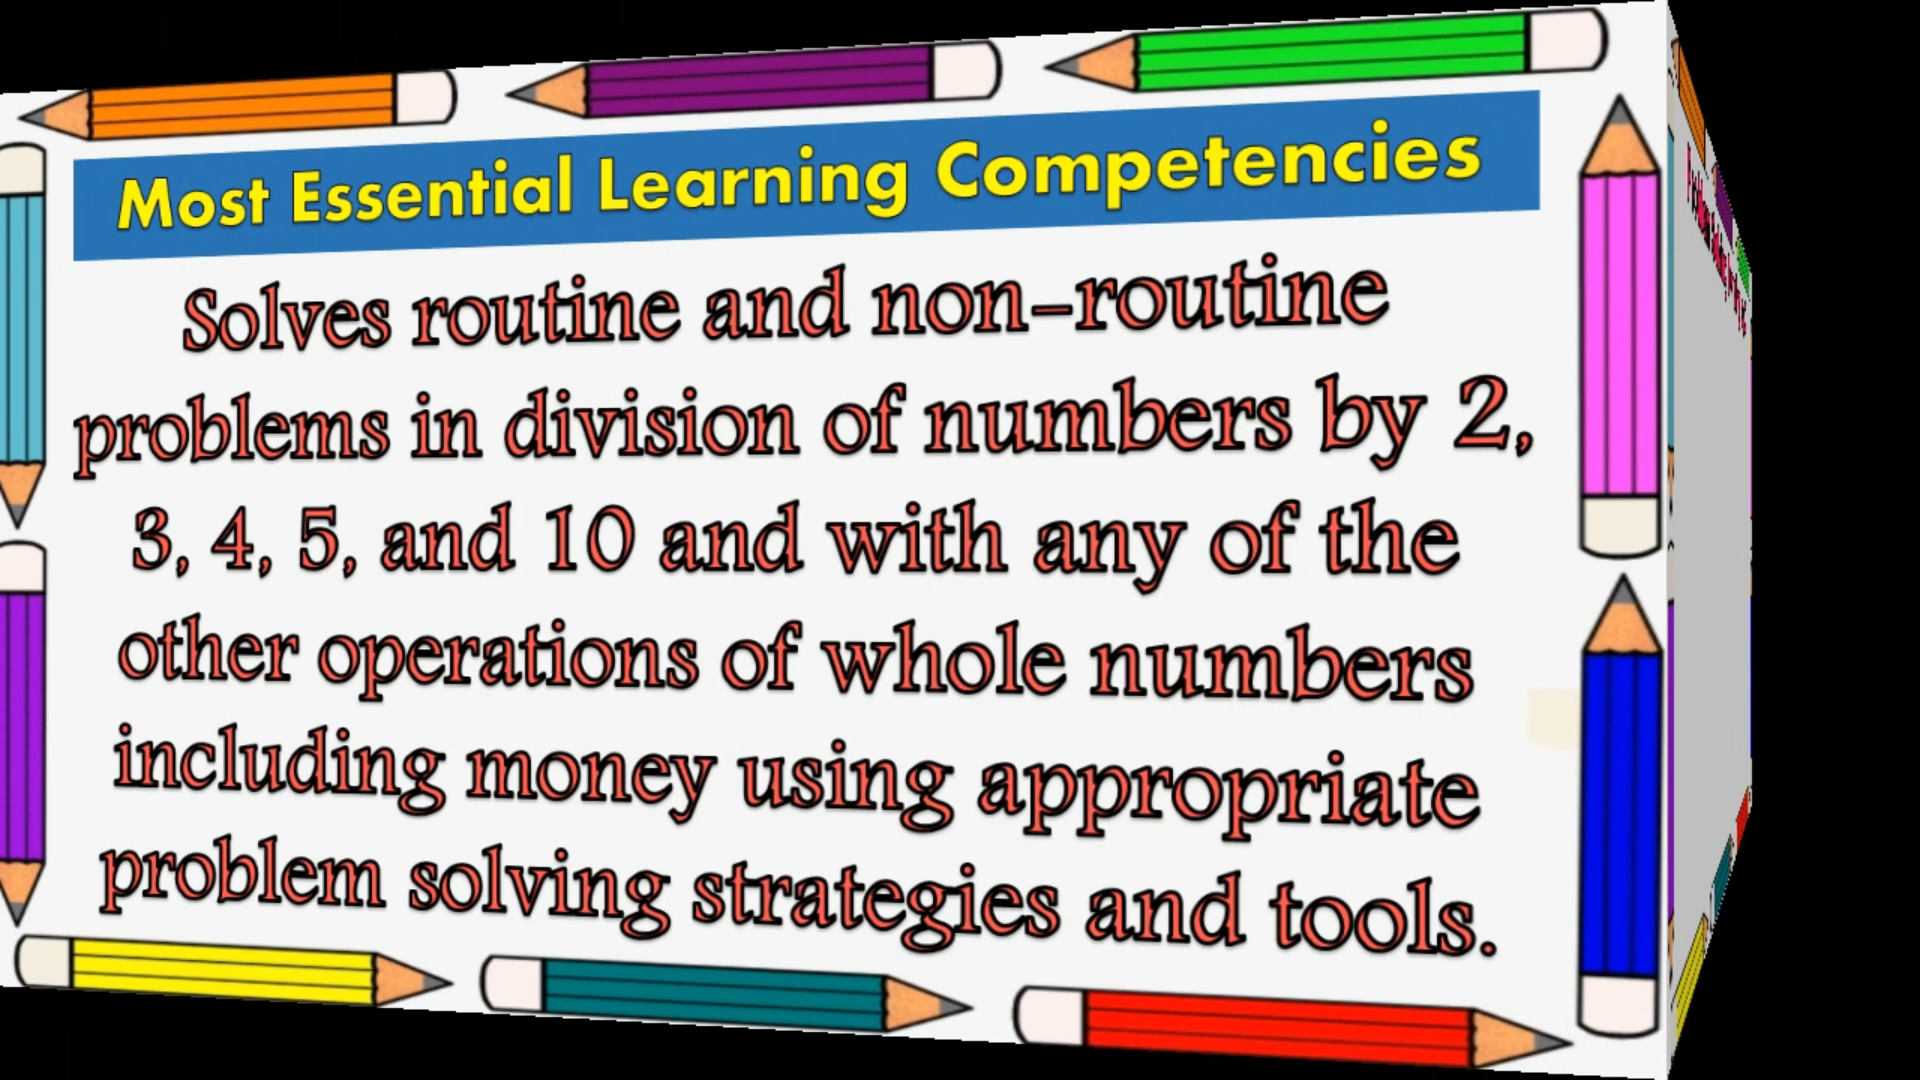 Most Essential Learning Competencies
Solves routine and non-routine
problems in division of numbers by 2,
3, 4, 5, and 10 and with any of the
other operations of whole numbers
including money using appropriate
problem solving strategies and tools.